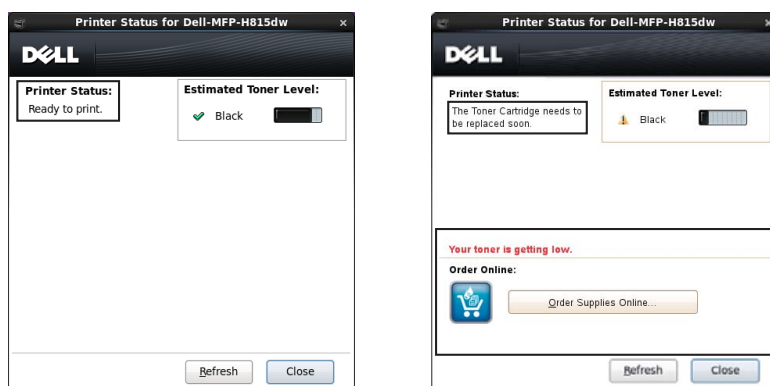 Printer Status for Dell-MFP-H815dw x
DELL
Printer Status:
Ready to print.
Estimated Toner Level:
Black
Refresh
Close
Printer Status for Dell-MFP-H815dw x
DELL
Printer Status:
The Toner Cartridge needs to
be replaced soon.
Estimated Toner Level:
Black
Your toner is getting low.
Order Online:
Order Supplies Online...
Refresh
Close